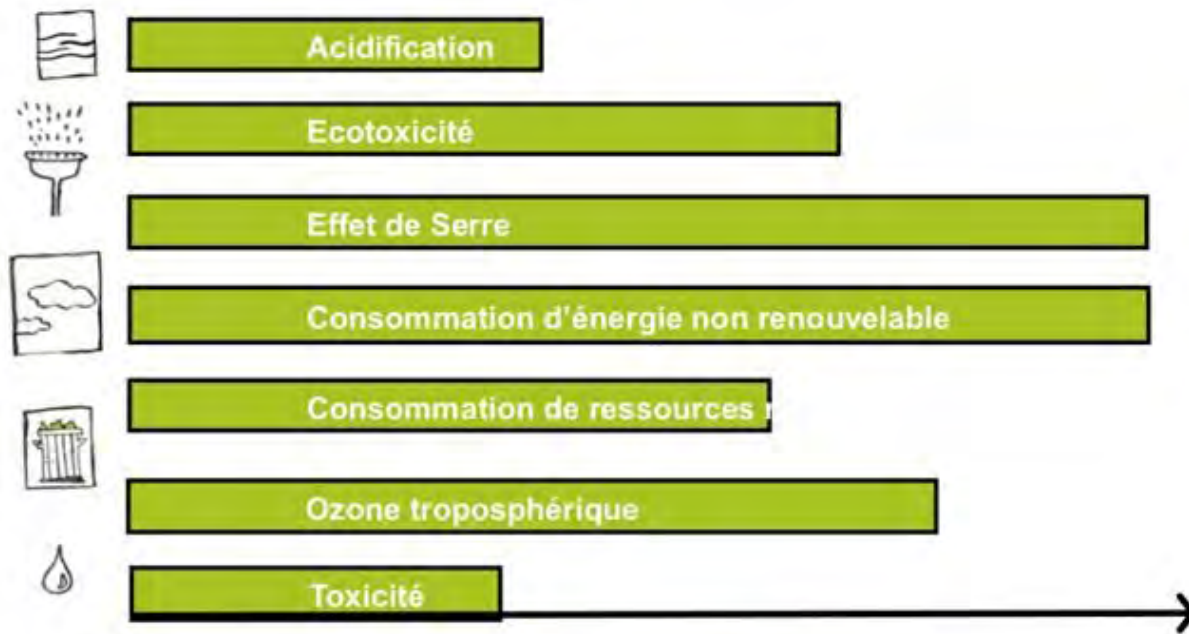 Acidification
Ecotoxicité
Effet de Serre
Consommation d'énergie non renouvelable
Consommation de ressources
Ozone troposphérique
Toxicité